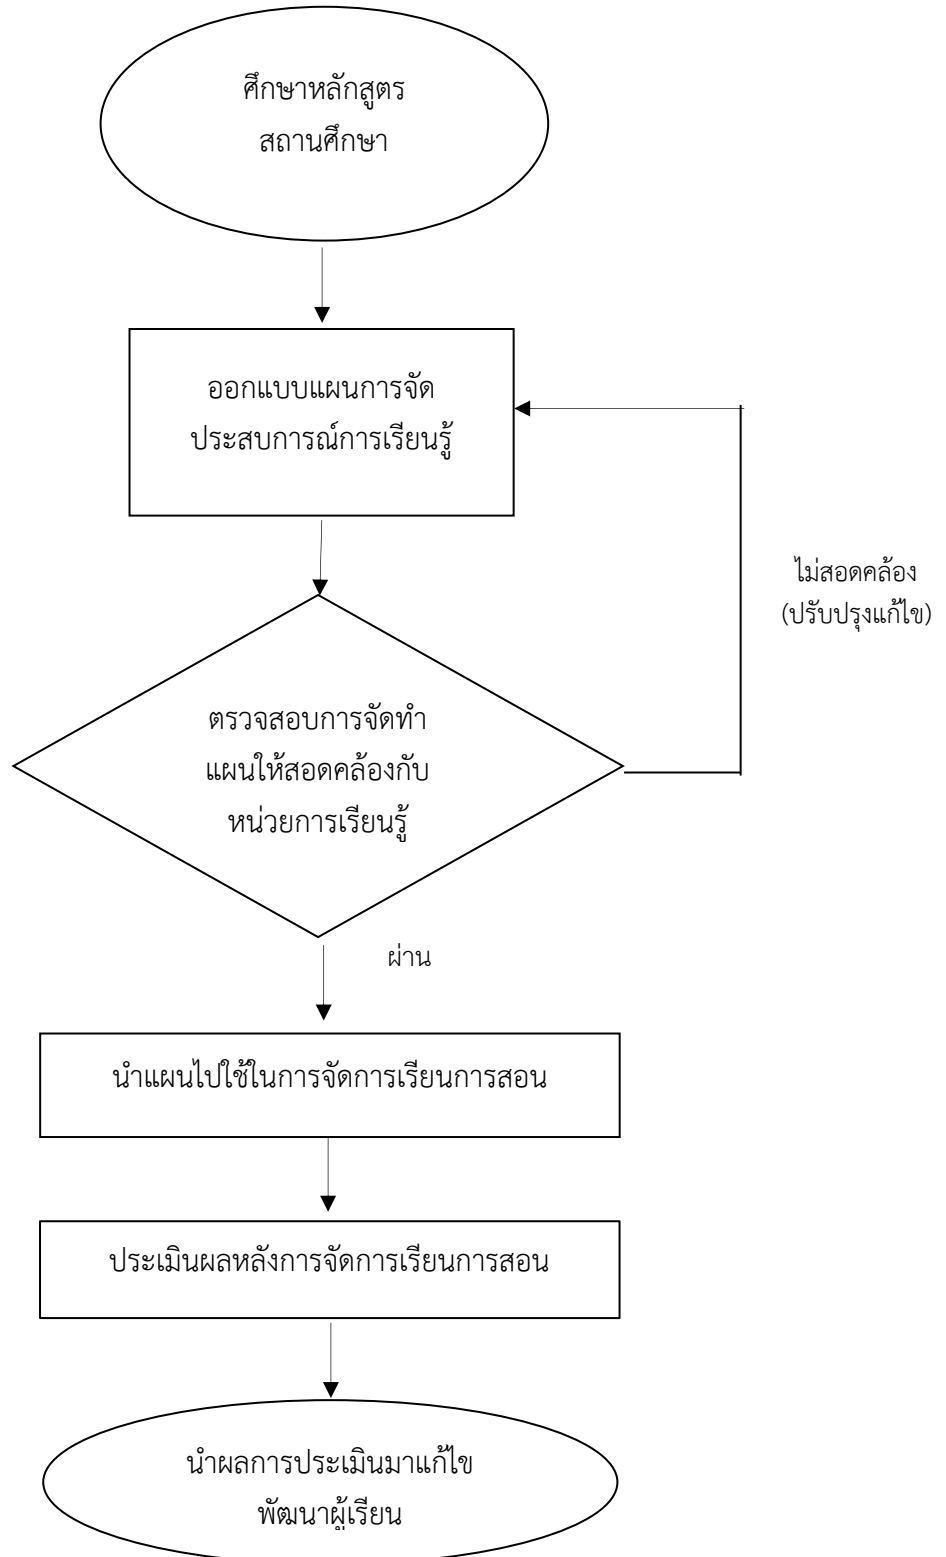 ศึกษาหลักสูตร
สถานศึกษา
ออกแบบแผนการจัด
ประสบการณ์การเรียนรู้
ไม่สอดคล้อง
(ปรับปรุงแก้ไข)
ตรวจสอบการจัดทำ
แผนให้สอดคล้องกับ
หน่วยการเรียนรู้
ผ่าน
นำแผนไปใช้ในการจัดการเรียนการสอน
ประเมินผลหลังการจัดการเรียนการสอน
นำผลการประเมินมาแก้ไข
พัฒนาผู้เรียน